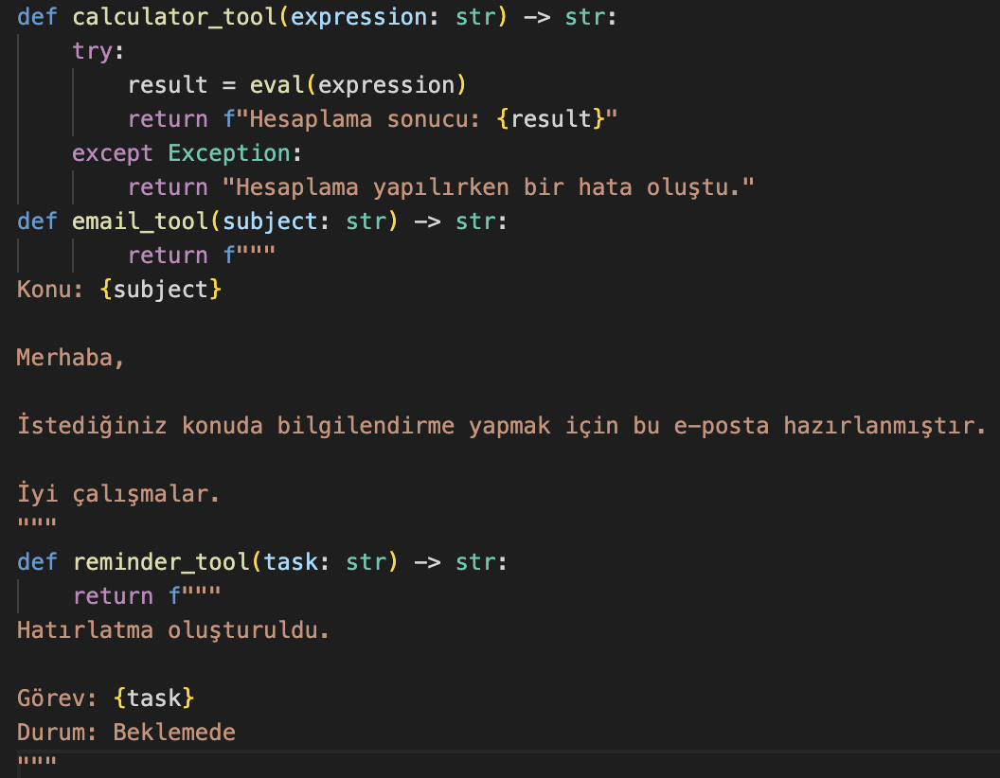 def calculator_tool(expression: str) -> str:
    try:
        result = eval(expression)
        return f"Hesaplama sonucu: {result}"
    except Exception:
        return "Hesaplama yapılırken bir hata oluştu."
def email_tool(subject: str) -> str:
        return f"""
Konu: {subject}

Merhaba,

İstediğiniz konuda bilgilendirme yapmak için bu e-posta hazırlanmıştır.

İyi çalışmalar.
"""
def reminder_tool(task: str) -> str:
    return f"""
Hatırlatma oluşturuldu.

Görev: {task}
Durum: Beklemede
"""